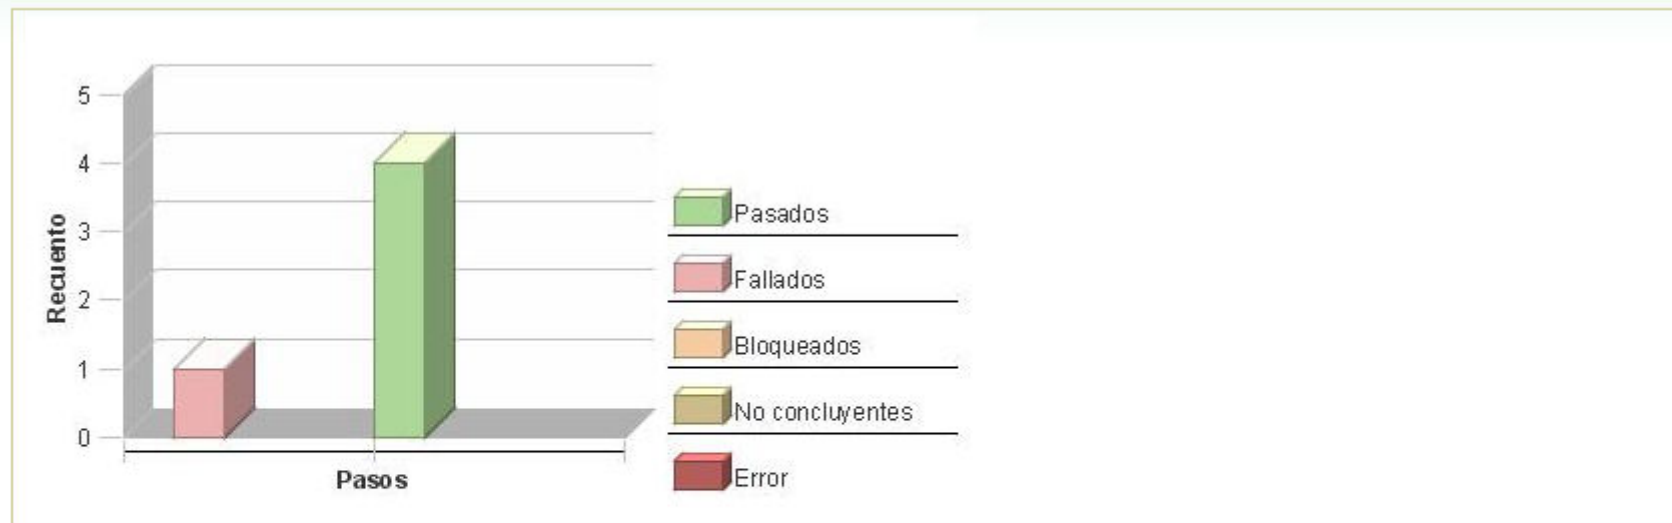 5
4
3
2
1
0
Recuento
Pasos
Pasados
Fallados
Bloqueados
No concluyentes
Error